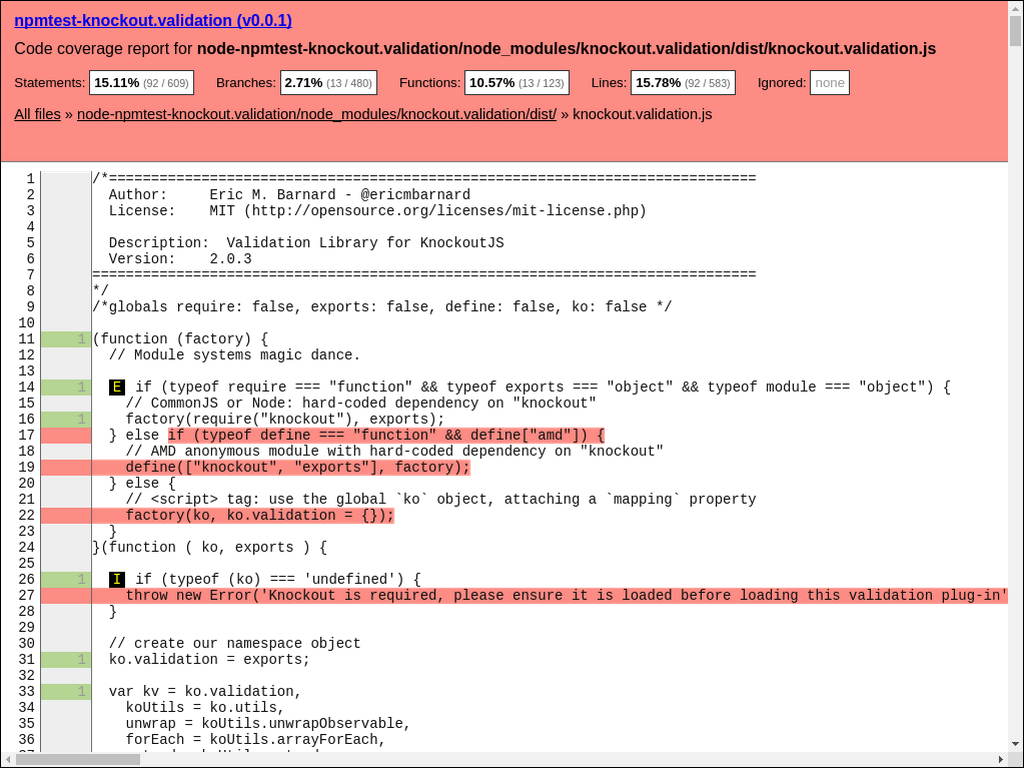 npmtest-knockout.validation (v0.0.1)
Code coverage report for node-npmtest-knockout.validation/node_modules/knockout.validation/dist/knockout.validation.js
Statements: 15.11% (92 / 609) Branches: 2.71% (13 / 480) Functions: 10.57% (13 / 123) Lines: 15.78% (92 / 583) Ignored: none
All files » node-npmtest-knockout.validation/node_modules/knockout.validation/dist/ » knockout.validation.js
1 /*=============================================================================
2   Author:     Eric M. Barnard - @ericmbarnard
3   License:    MIT (http://opensource.org/licenses/mit-license.php)
4
5   Description:  Validation Library for KnockoutJS
6   Version:    2.0.3
7 ===============================================================================
8 */
9 /*globals require: false, exports: false, define: false, ko: false */
10
11 1 (function (factory) {
12   // Module systems magic dance.
13
14 1   E if (typeof require === "function" && typeof exports === "object" && typeof module === "object") {
15     // CommonJS or Node: hard-coded dependency on "knockout"
16 1     factory(require("knockout"), exports);
17   } else if (typeof define === "function" && define["amd"]) {
18     // AMD anonymous module with hard-coded dependency on "knockout"
19     define(["knockout", "exports"], factory);
20   } else {
21     // <script> tag: use the global `ko` object, attaching a `mapping` property
22     factory(ko, ko.validation = {});
23   }
24 }(function ( ko, exports ) {
25
26 1   I if (typeof (ko) === 'undefined') {
27     throw new Error('Knockout is required, please ensure it is loaded before loading this validation plug-in'
28   }
29
30   // create our namespace object
31 1   ko.validation = exports;
32
33 1   var kv = ko.validation,
34     koUtils = ko.utils,
35     unwrap = koUtils.unwrapObservable,
36     forEach = koUtils.arrayForEach,